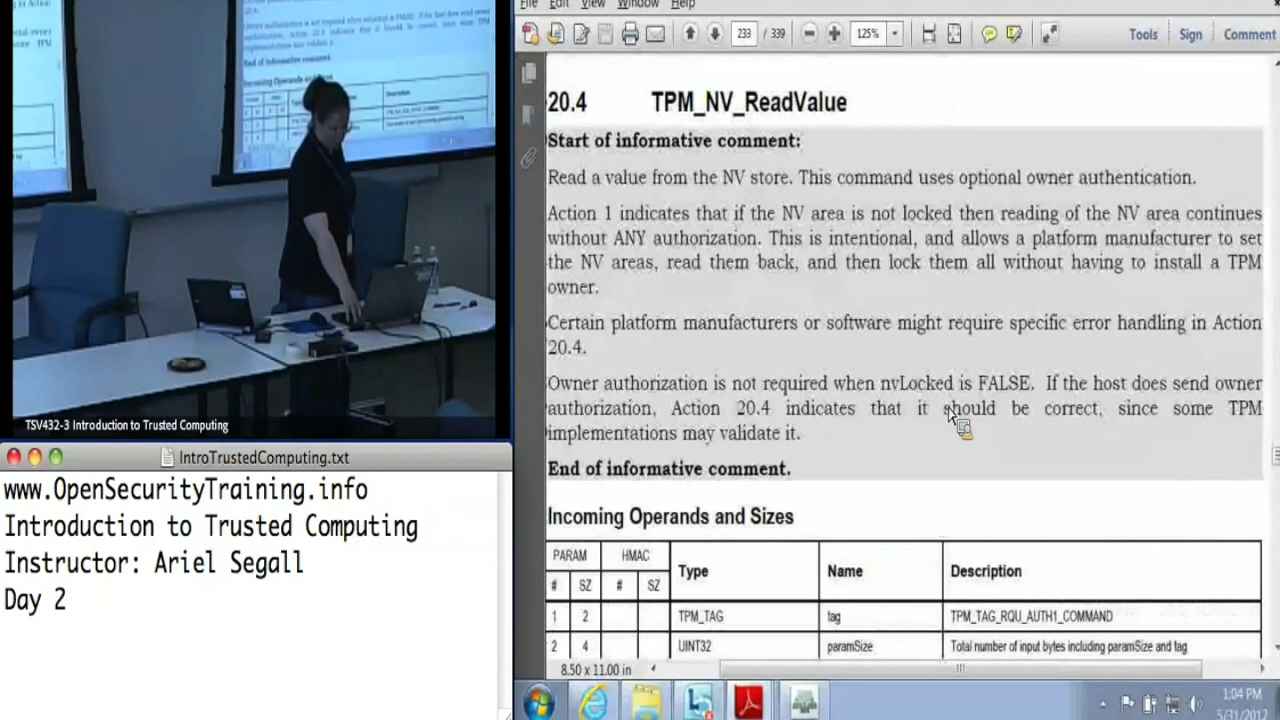 TSV432-3 Introduction to Trusted Computing
IntroTrustedComputing.txt
www.OpenSecurityTraining.info
Introduction to Trusted Computing
Instructor: Ariel Segall
Day 2
File Edit View Window Help
233 / 339 125% Tools Sign Comment
20.4 TPM_NV_ReadValue
Start of informative comment:
Read a value from the NV store. This command uses optional owner authentication.
Action 1 indicates that if the NV area is not locked then reading of the NV area continues
without ANY authorization. This is intentional, and allows a platform manufacturer to set
the NV areas, read them back, and then lock them all without having to install a TPM
owner.
Certain platform manufacturers or software might require specific error handling in Action
20.4.
Owner authorization is not required when nvLocked is FALSE. If the host does send owner
authorization, Action 20.4 indicates that it should be correct, since some TPM
implementations may validate it.
End of informative comment.
Incoming Operands and Sizes
PARAM HMAC Type Name Description
# SZ # SZ
1 2 TPM_TAG tag TPM_TAG_RQU_AUTH1_COMMAND
2 4 UINT32 paramSize Total number of input bytes including paramSize and tag
8.50 x 11.00 in
1:04 PM
5/31/2012